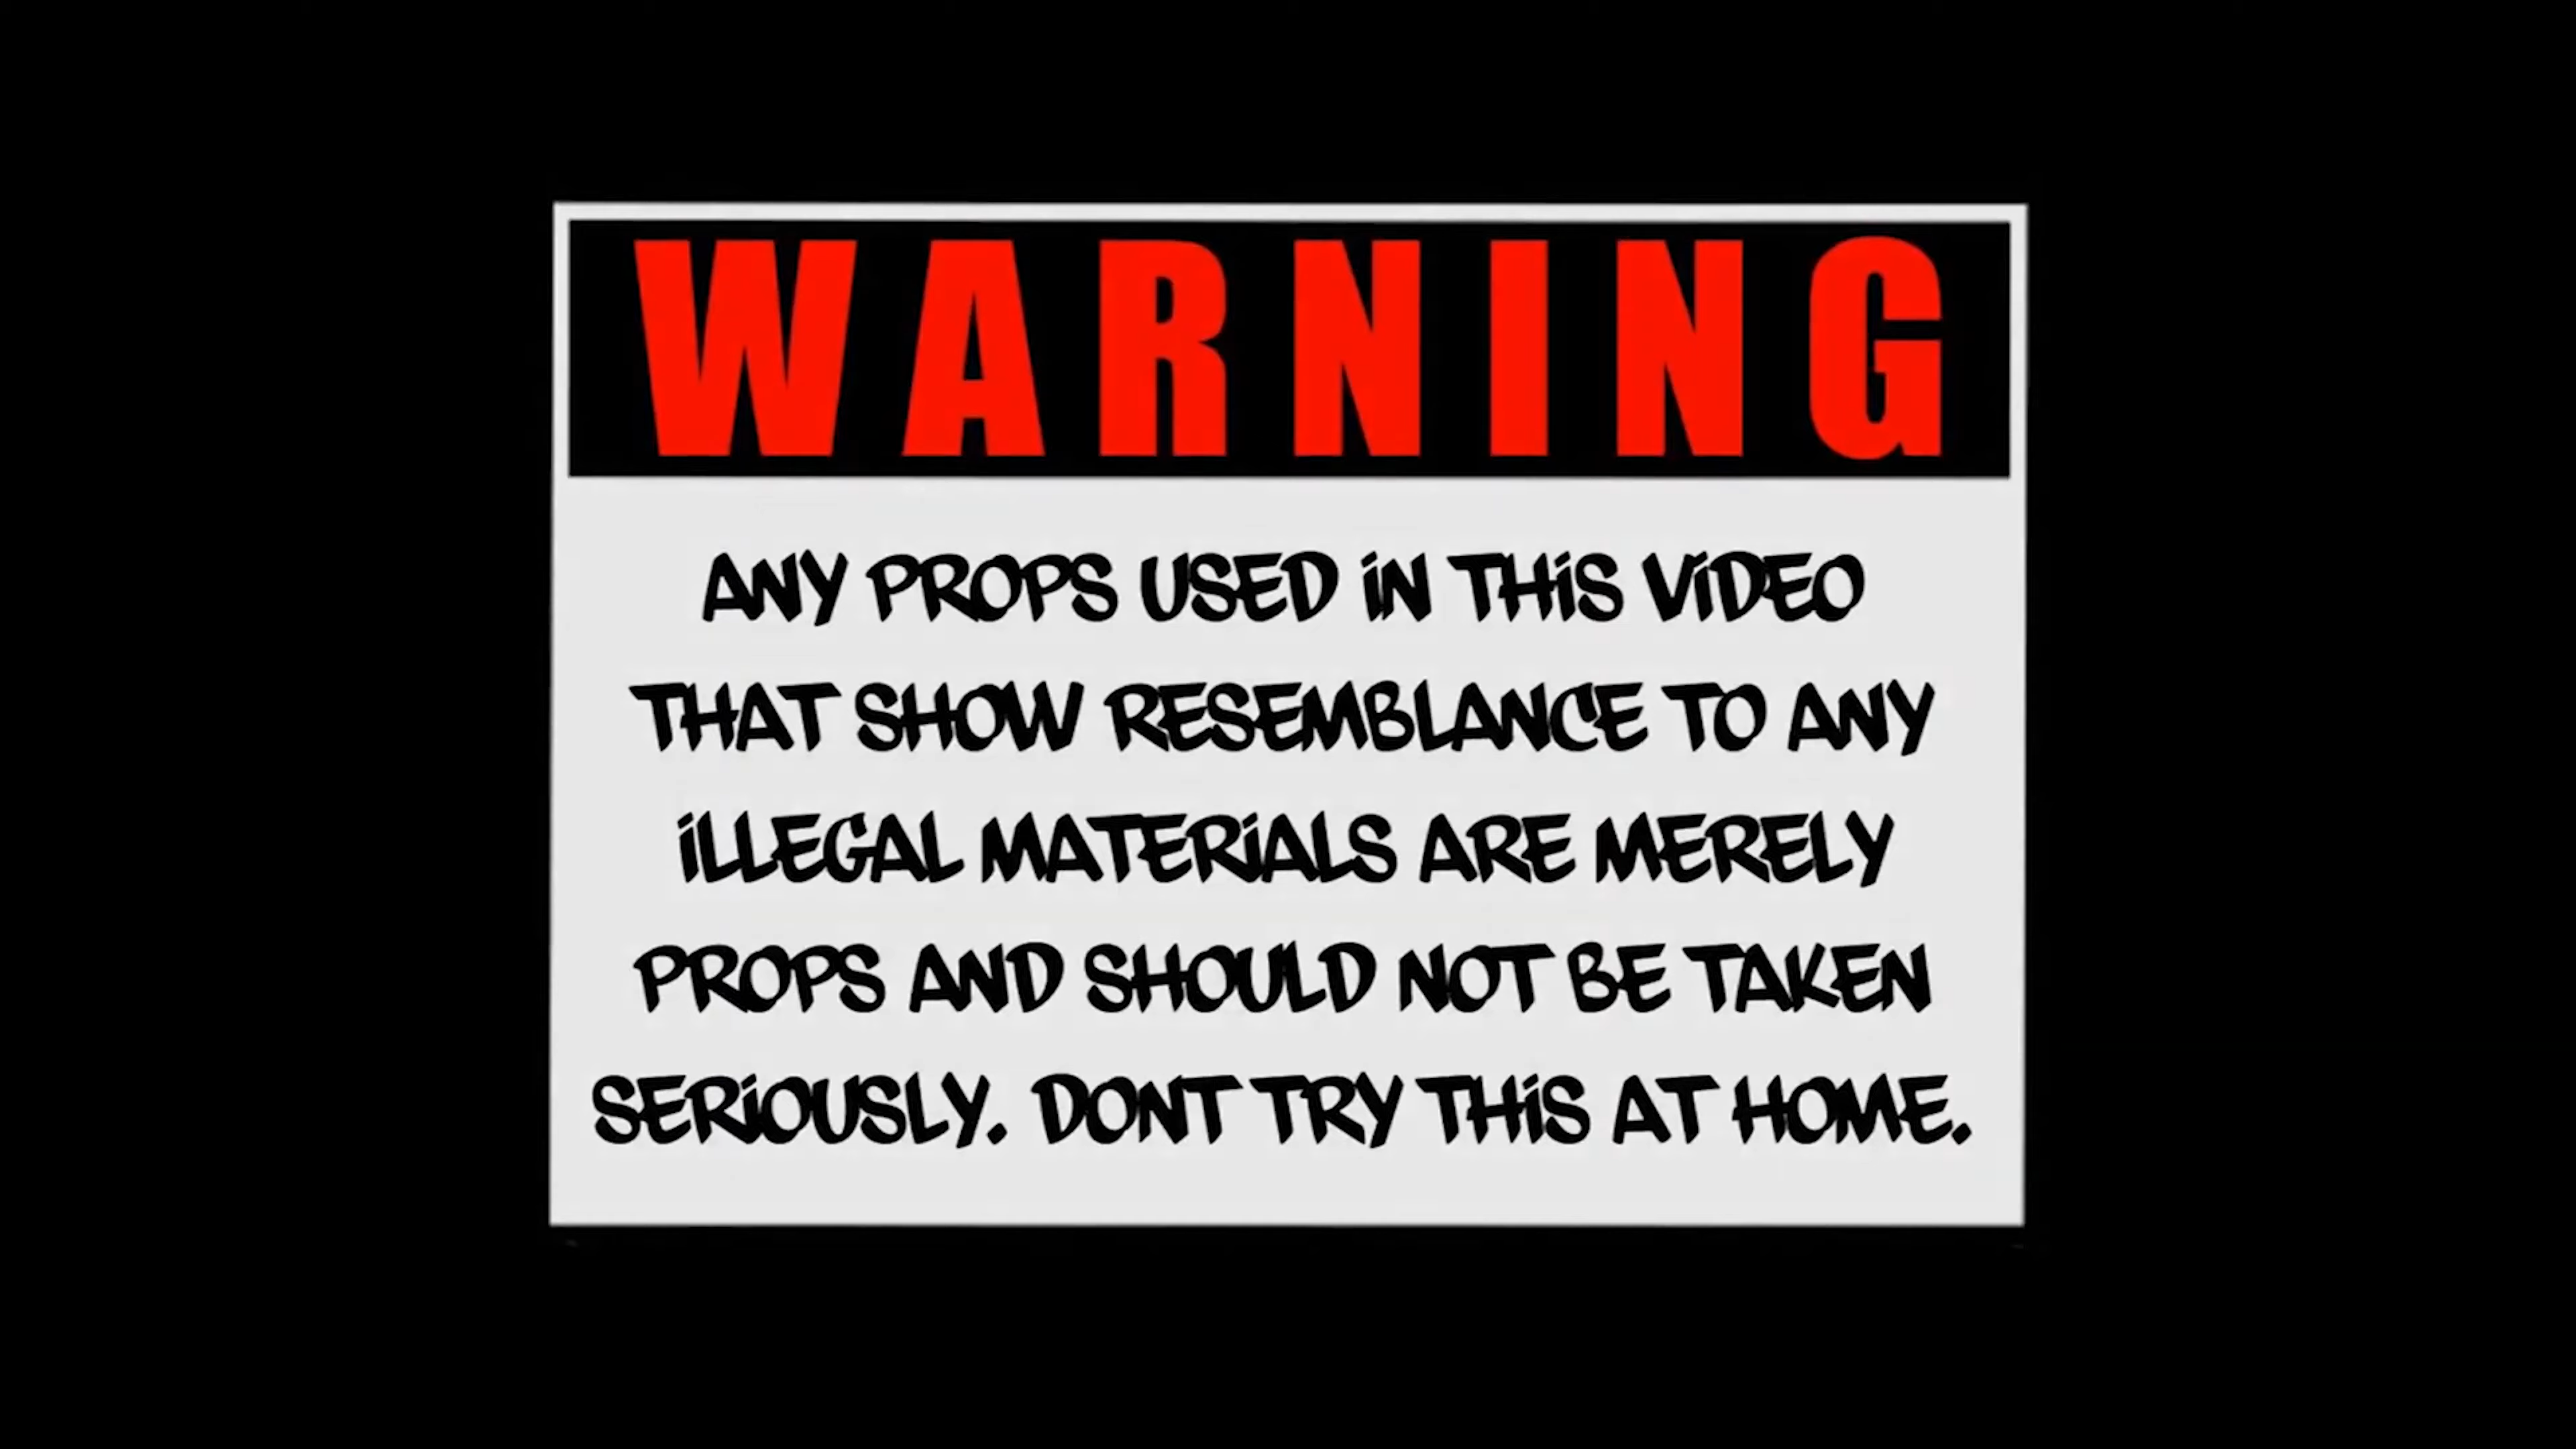 WARNING
ANY PROPS USED iN THiS ViDEO
THAT SHOW RESEMBLANCE TO ANY
iLLEGAL MATERiALS ARE MERELY
PROPS AND SHOULD NOT BE TAKEN
SERiOUSLY. DONT TRY THiS AT HOME.